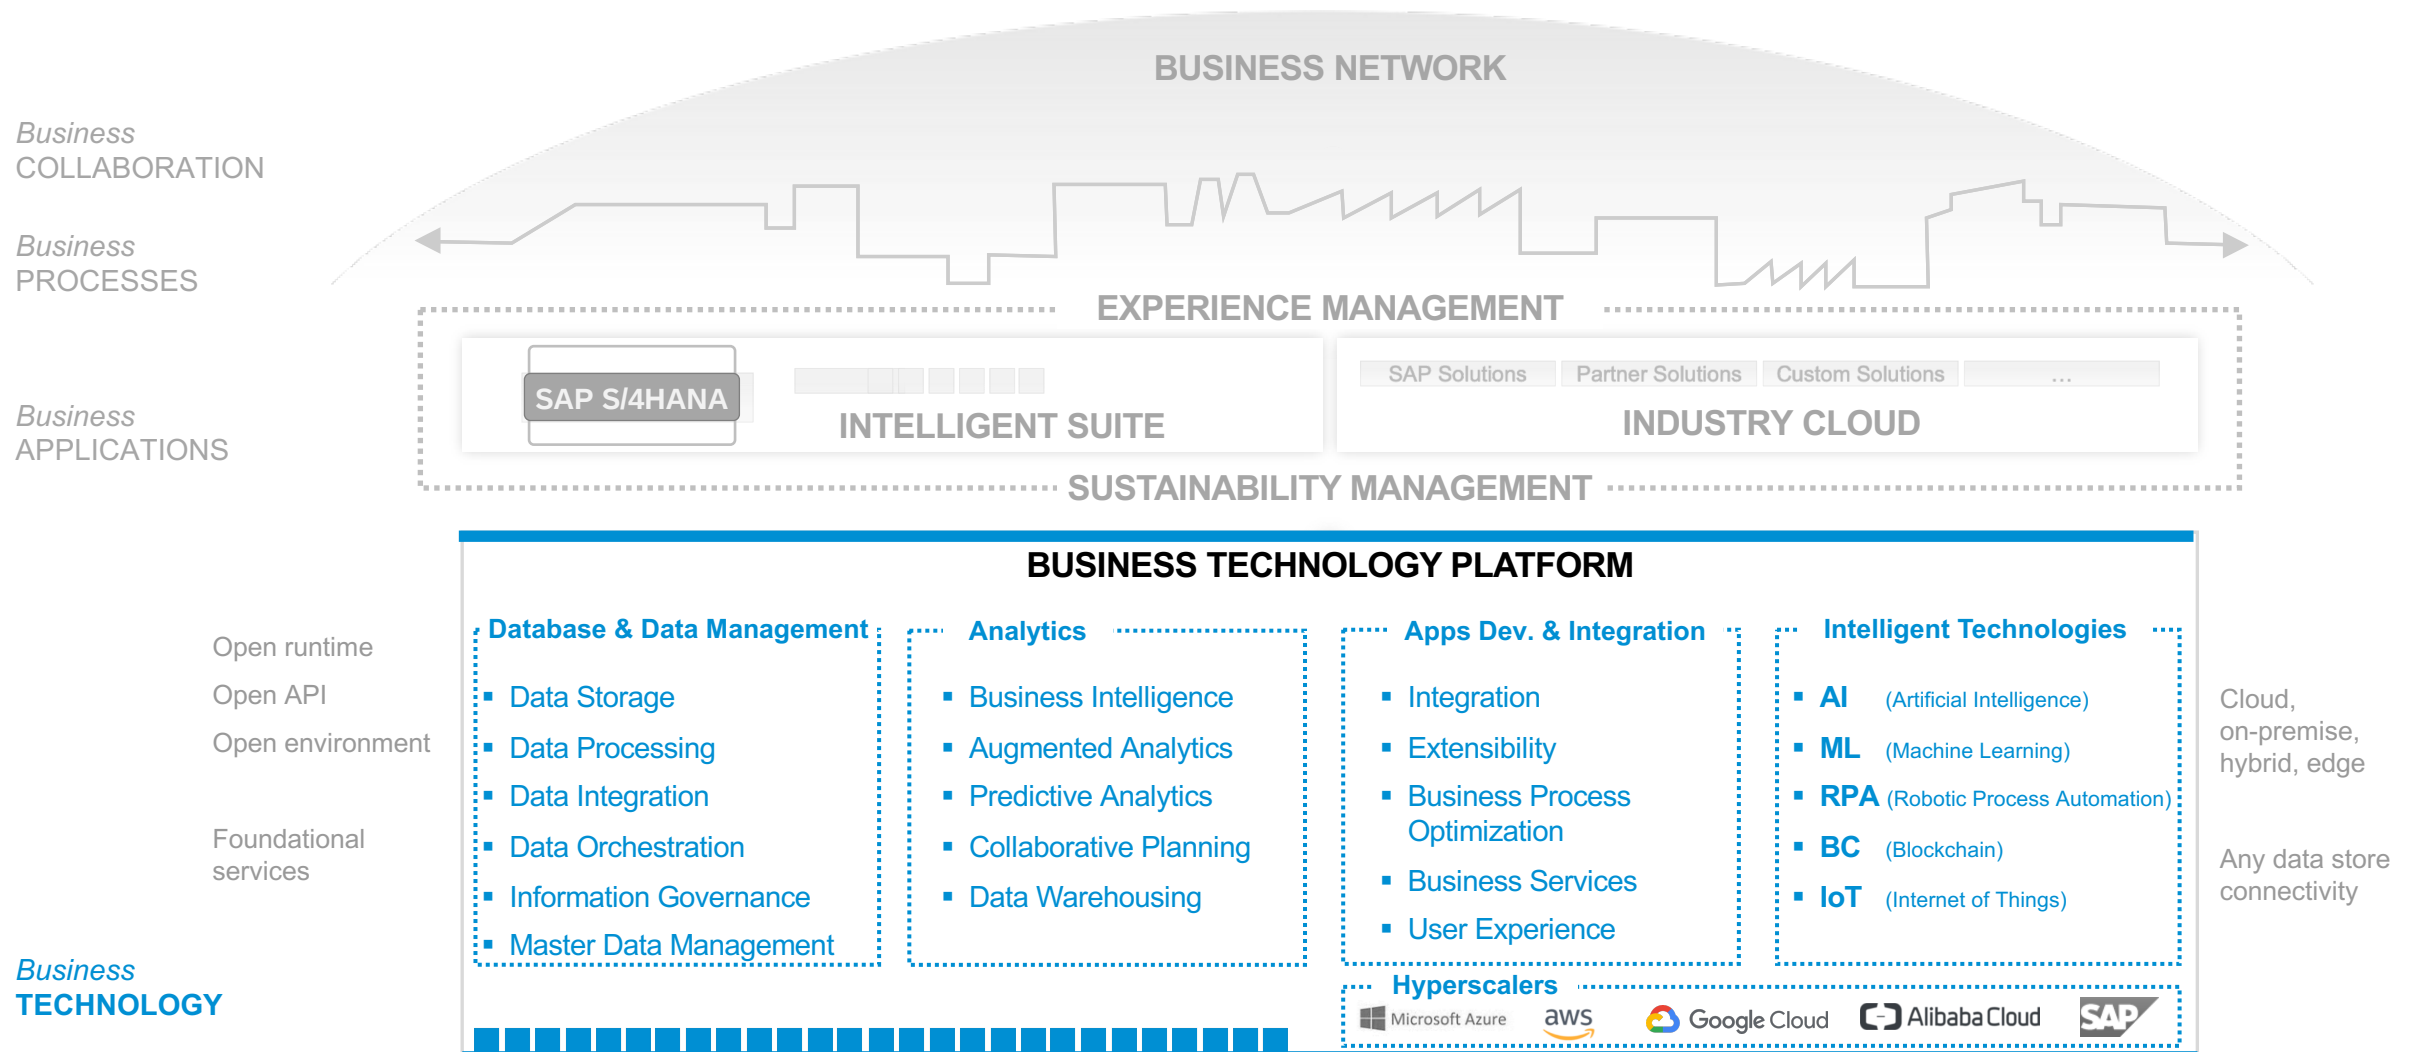 BUSINESS NETWORK
Business
COLLABORATION
Business
PROCESSES
EXPERIENCE MANAGEMENT
SAP S/4HANA
INTELLIGENT SUITE
SAP Solutions
Partner Solutions
Custom Solutions
...
INDUSTRY CLOUD
Business
APPLICATIONS
SUSTAINABILITY MANAGEMENT
BUSINESS TECHNOLOGY PLATFORM
Open runtime
Open API
Open environment
Foundational
services
Database & Data Management
▪ Data Storage
▪ Data Processing
▪ Data Integration
▪ Data Orchestration
▪ Information Governance
▪ Master Data Management
Analytics
▪ Business Intelligence
▪ Augmented Analytics
▪ Predictive Analytics
▪ Collaborative Planning
▪ Data Warehousing
Apps Dev. & Integration
▪ Integration
▪ Extensibility
▪ Business Process
Optimization
▪ Business Services
▪ User Experience
Intelligent Technologies
▪ AI (Artificial Intelligence)
▪ ML (Machine Learning)
▪ RPA (Robotic Process Automation)
▪ BC (Blockchain)
▪ IoT (Internet of Things)
Cloud,
on-premise,
hybrid, edge
Any data store
connectivity
Business
TECHNOLOGY
Hyperscalers
Microsoft Azure
aws
Google Cloud
Alibaba Cloud
SAP